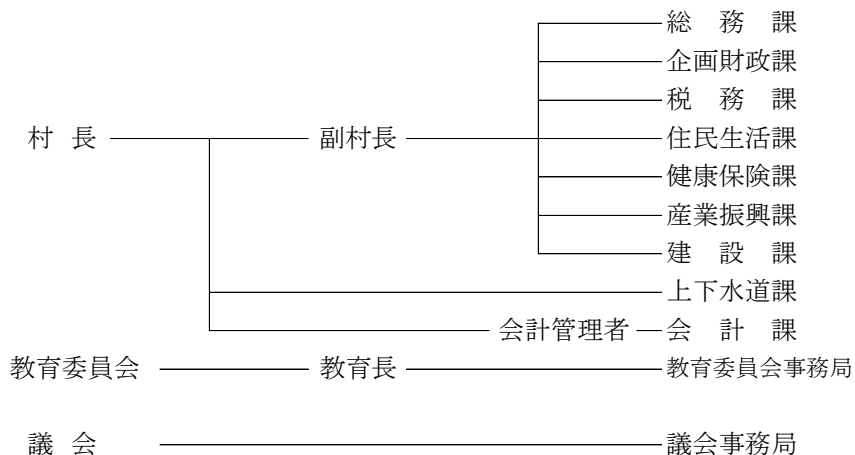 総務課
企画財政課
税務課
村長 副村長 住民生活課
健康保険課
産業振興課
建設課
上下水道課
会計管理者 会計課
教育委員会 教育長 教育委員会事務局
議会 議会事務局